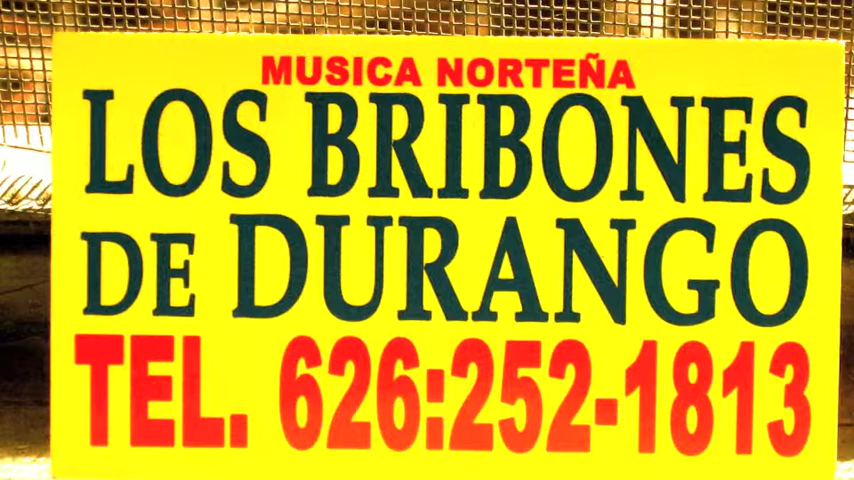 MUSICA NORTEÑA
LOS BRIBONES
DE DURANGO
TEL. 626:252-1813